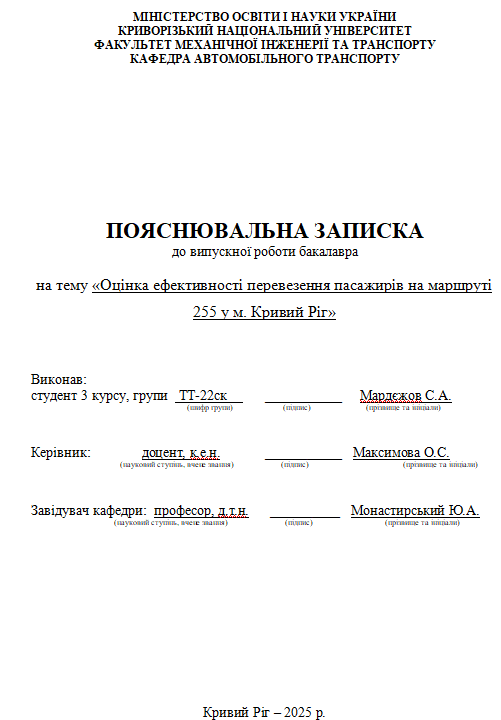 МІНІСТЕРСТВО ОСВІТИ І НАУКИ УКРАЇНИ
КРИВОРІЗЬКИЙ НАЦІОНАЛЬНИЙ УНІВЕРСИТЕТ
ФАКУЛЬТЕТ МЕХАНІЧНОЇ ІНЖЕНЕРІЇ ТА ТРАНСПОРТУ
КАФЕДРА АВТОМОБІЛЬНОГО ТРАНСПОРТУ
ПОЯСНЮВАЛЬНА ЗАПИСКА
до випускної роботи бакалавра
на тему «Оцінка ефективності перевезення пасажирів на маршруті
255 у м. Кривий Ріг»
Виконав:
студент 3 курсу, групи ТТ-22ск ___________ Мардєжов С.А.
(шифр групи) (підпис) (прізвище та ініціали)
Керівник: доцент, к.е.н. ___________ Максимова О.С.
(науковий ступінь, вчене звання) (підпис) (прізвище та ініціали)
Завідувач кафедри: професор, д.т.н. __________ Монастирський Ю.А.
(науковий ступінь, вчене звання) (підпис) (прізвище та ініціали)
Кривий Ріг – 2025 р.